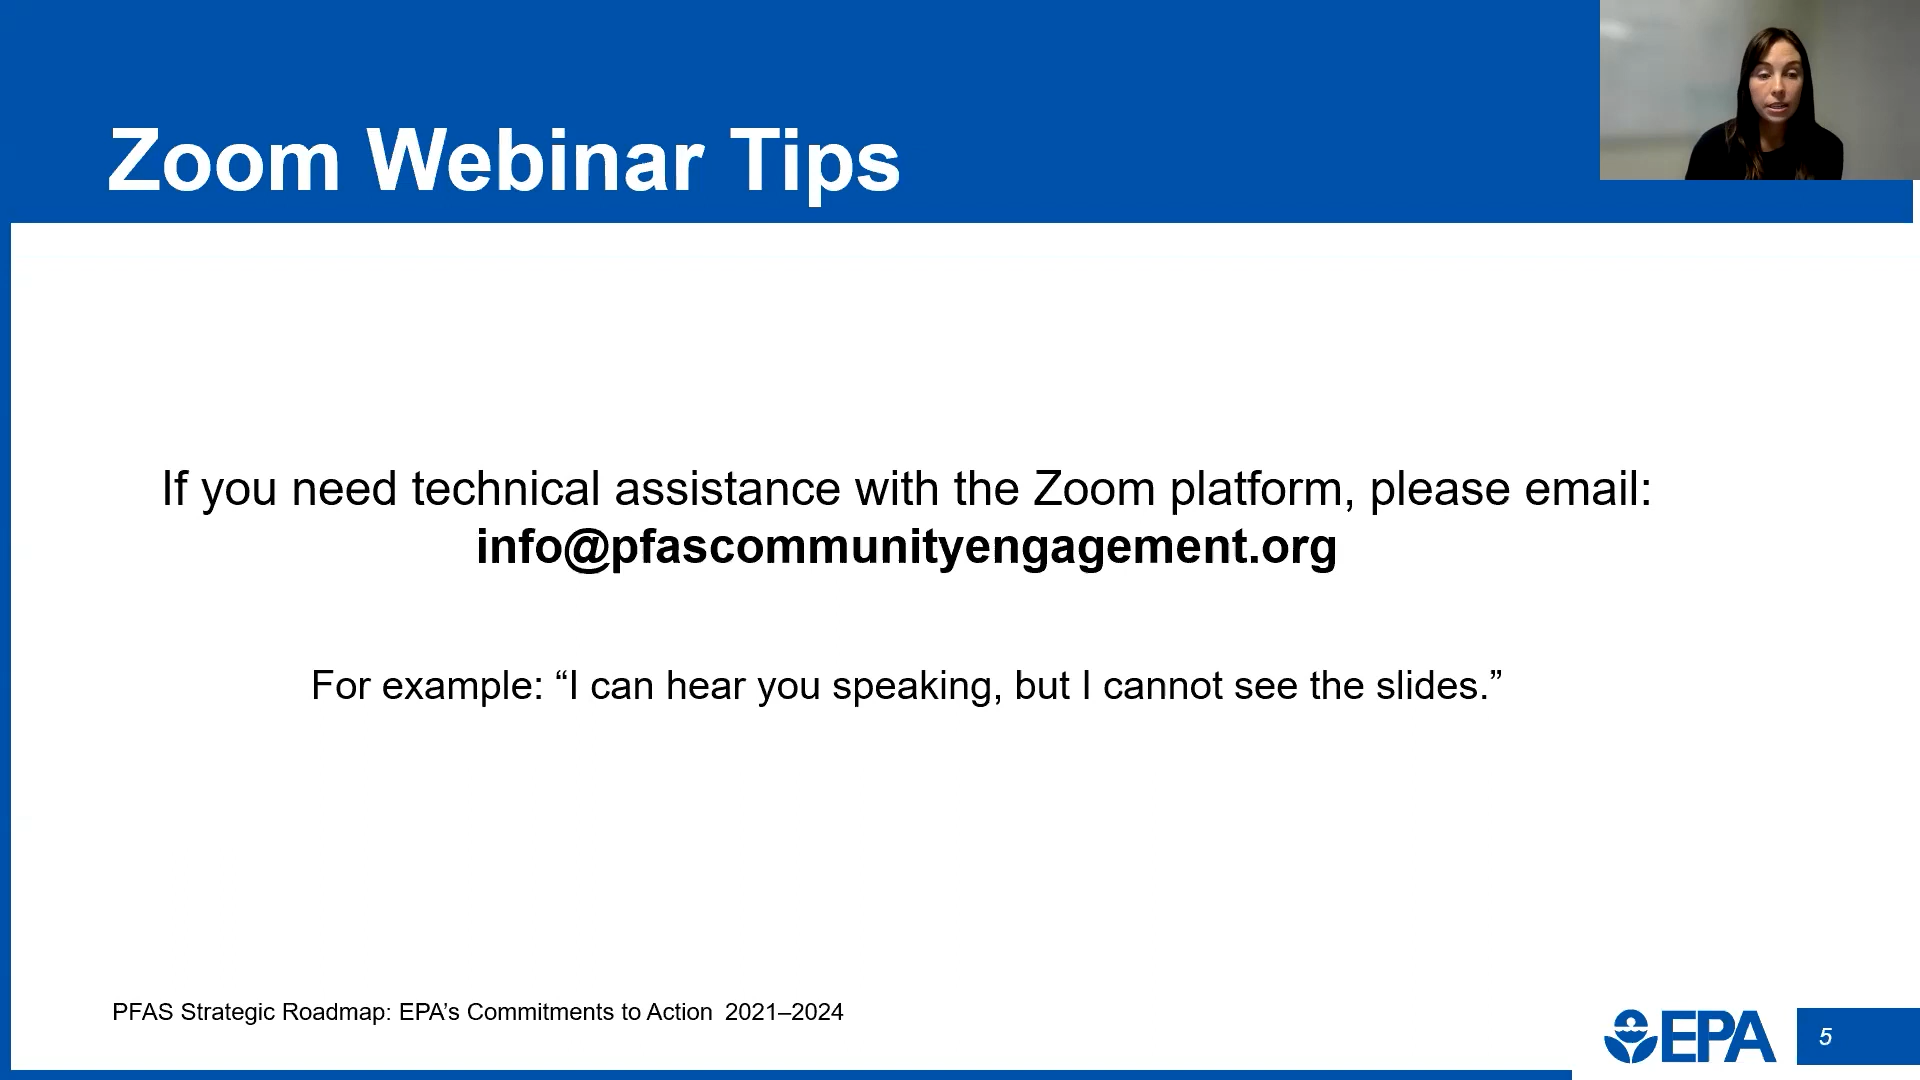 Zoom Webinar Tips
If you need technical assistance with the Zoom platform, please email:
info@pfascommunityengagement.org
For example: “I can hear you speaking, but I cannot see the slides.”
PFAS Strategic Roadmap: EPA’s Commitments to Action 2021–2024
EPA
5